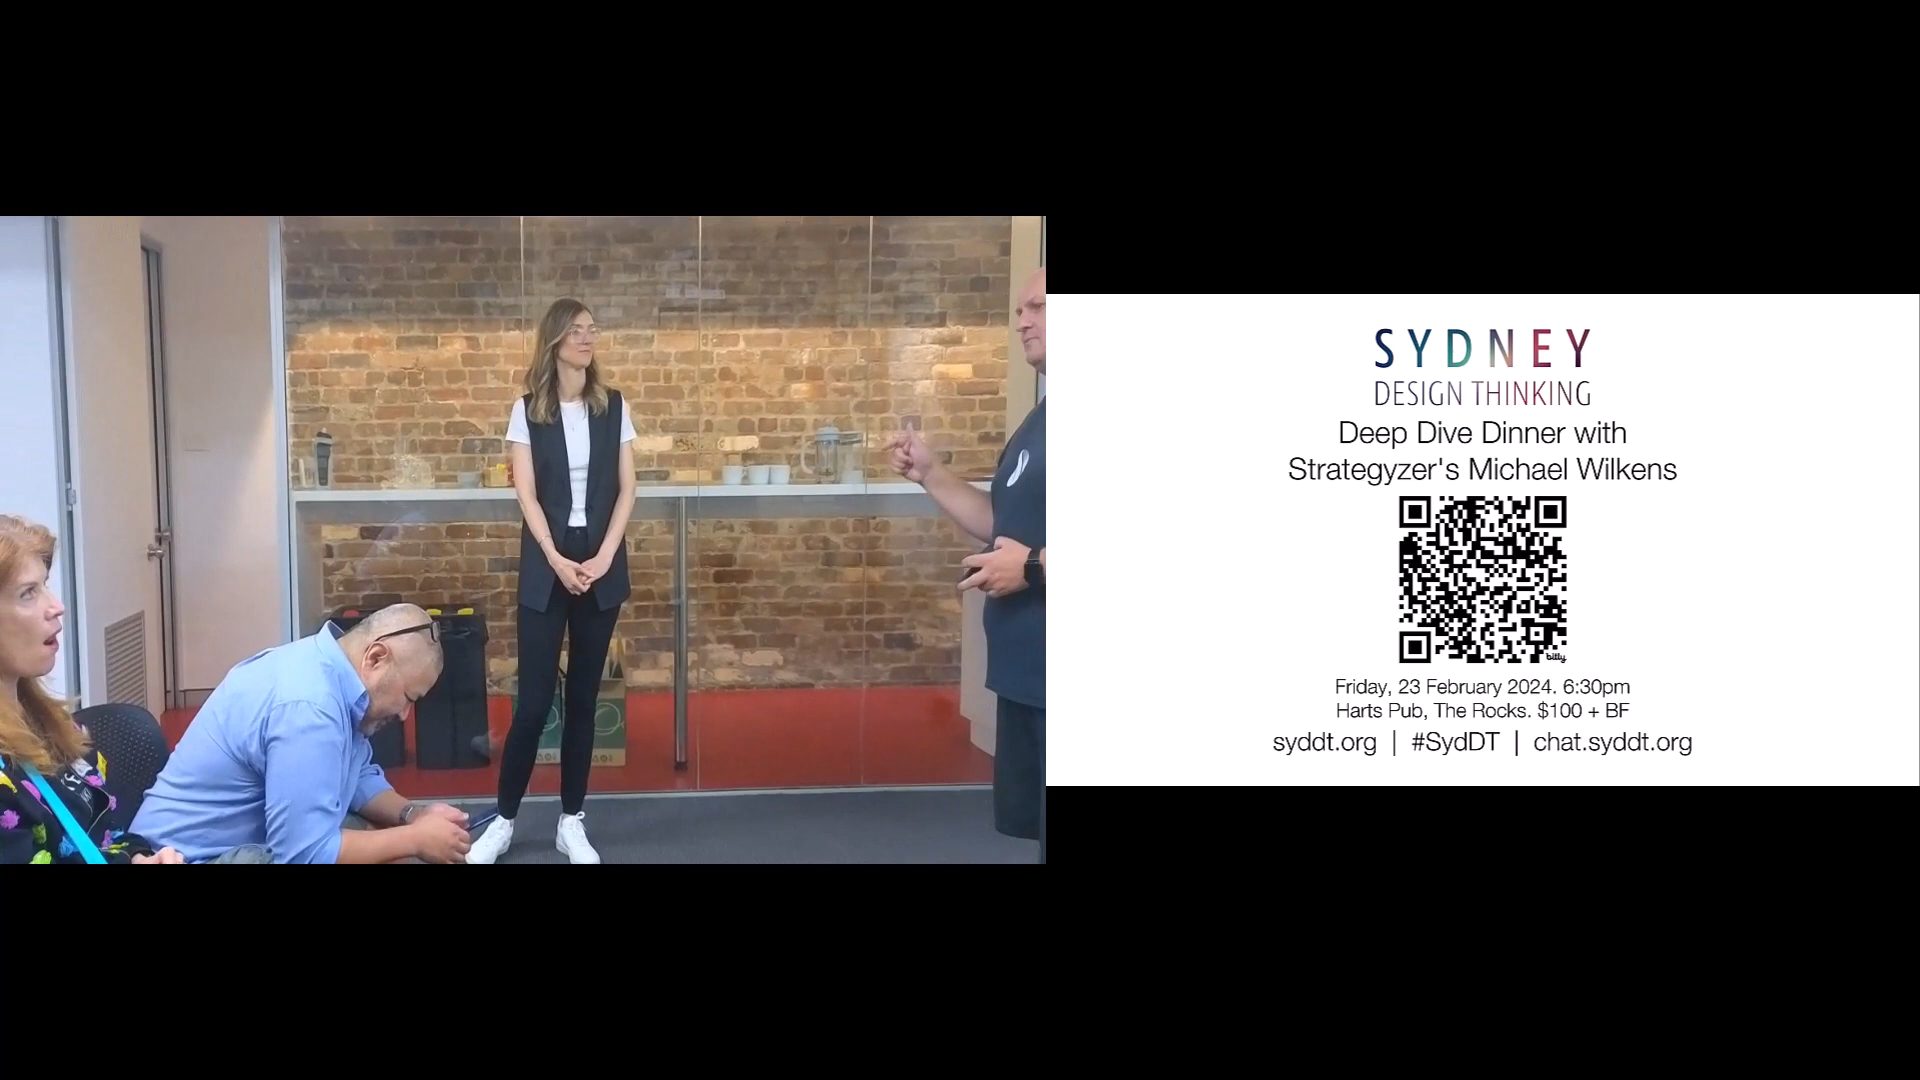 SYDNEY
DESIGN THINKING
Deep Dive Dinner with
Strategyzer's Michael Wilkens
bitly
Friday, 23 February 2024. 6:30pm
Harts Pub, The Rocks. $100 + BF
syddt.org | #SydDT | chat.syddt.org